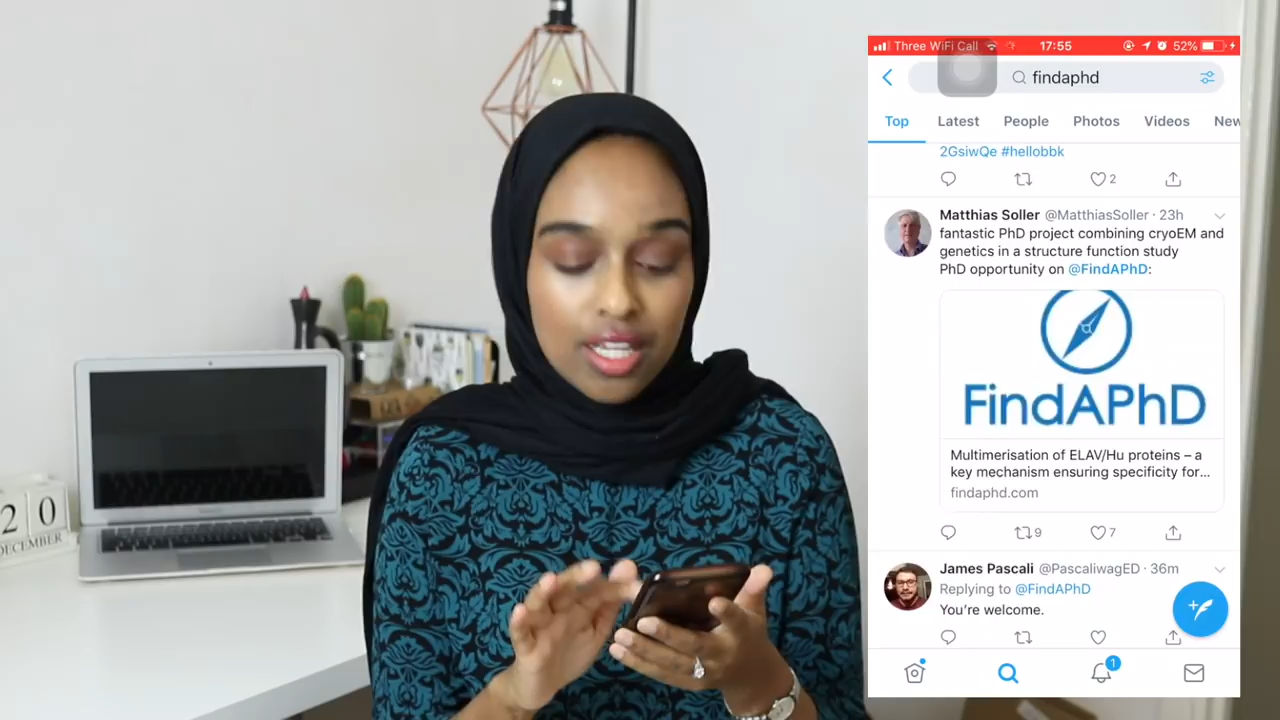 20
DECEMBER
Three WiFi Call
17:55
52%
findaphd
Top
Latest
People
Photos
Videos
New
2GsiwQe #hellobbk
2
Matthias Soller @MatthiasSoller · 23h
fantastic PhD project combining cryoEM and
genetics in a structure function study
PhD opportunity on @FindAPhD:
FindAPhD
Multimerisation of ELAV/Hu proteins – a
key mechanism ensuring specificity for...
findaphd.com
9
7
James Pascali @PascaliwagED · 36m
Replying to @FindAPhD
You're welcome.
1